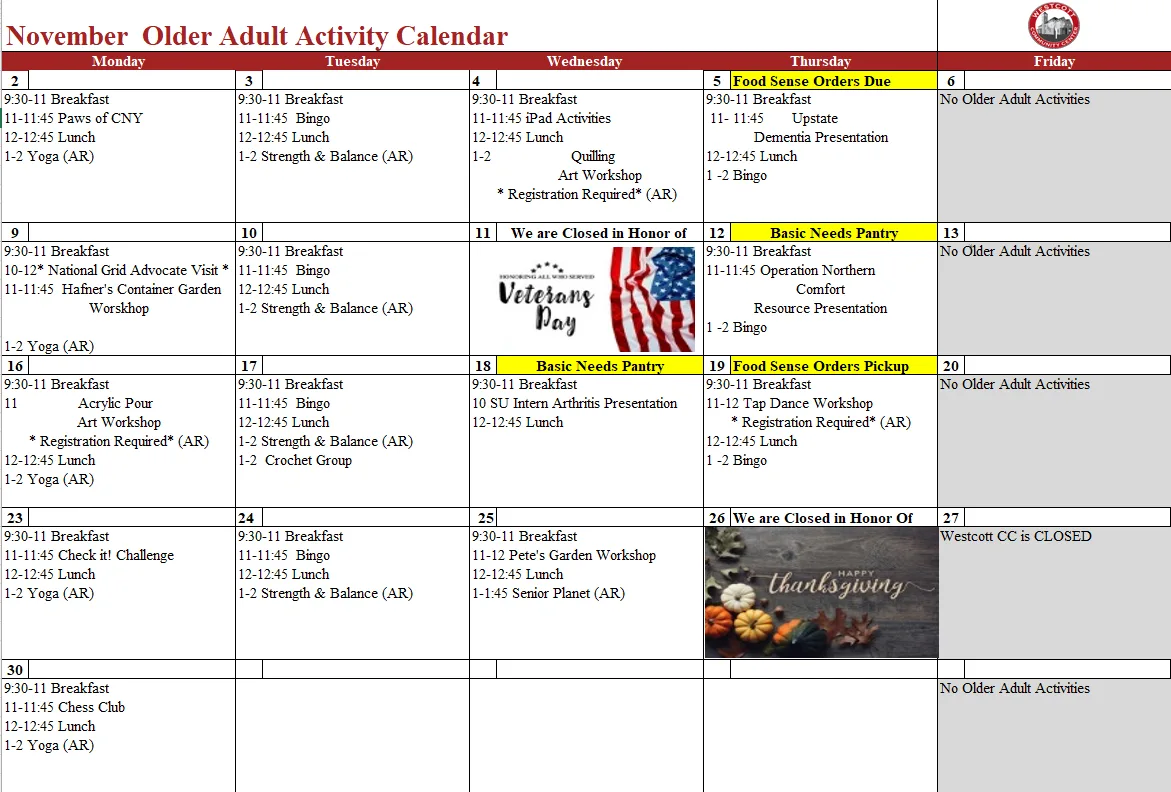 November Older Adult Activity Calendar
WESTCOTT
COMMUNITY CENTER
Monday
Tuesday
Wednesday
Thursday
Friday
2
9:30-11 Breakfast
11-11:45 Paws of CNY
12-12:45 Lunch
1-2 Yoga (AR)
3
9:30-11 Breakfast
11-11:45 Bingo
12-12:45 Lunch
1-2 Strength & Balance (AR)
4
9:30-11 Breakfast
11-11:45 iPad Activities
12-12:45 Lunch
1-2 Quilling
Art Workshop
* Registration Required* (AR)
5 Food Sense Orders Due
9:30-11 Breakfast
11- 11:45 Upstate
Dementia Presentation
12-12:45 Lunch
1 -2 Bingo
6
No Older Adult Activities
9
9:30-11 Breakfast
10-12* National Grid Advocate Visit *
11-11:45 Hafner's Container Garden
Worskhop
1-2 Yoga (AR)
10
9:30-11 Breakfast
11-11:45 Bingo
12-12:45 Lunch
1-2 Strength & Balance (AR)
11 We are Closed in Honor of
HONORING ALL WHO SERVED
Veterans
Day
12 Basic Needs Pantry
9:30-11 Breakfast
11-11:45 Operation Northern
Comfort
Resource Presentation
1 -2 Bingo
13
No Older Adult Activities
16
9:30-11 Breakfast
11 Acrylic Pour
Art Workshop
* Registration Required* (AR)
12-12:45 Lunch
1-2 Yoga (AR)
17
9:30-11 Breakfast
11-11:45 Bingo
12-12:45 Lunch
1-2 Strength & Balance (AR)
1-2 Crochet Group
18 Basic Needs Pantry
9:30-11 Breakfast
10 SU Intern Arthritis Presentation
12-12:45 Lunch
19 Food Sense Orders Pickup
9:30-11 Breakfast
11-12 Tap Dance Workshop
* Registration Required* (AR)
12-12:45 Lunch
1 -2 Bingo
20
No Older Adult Activities
23
9:30-11 Breakfast
11-11:45 Check it! Challenge
12-12:45 Lunch
1-2 Yoga (AR)
24
9:30-11 Breakfast
11-11:45 Bingo
12-12:45 Lunch
1-2 Strength & Balance (AR)
25
9:30-11 Breakfast
11-12 Pete's Garden Workshop
12-12:45 Lunch
1-1:45 Senior Planet (AR)
26 We are Closed in Honor Of
HAPPY
thanksgiving
27
Westcott CC is CLOSED
30
9:30-11 Breakfast
11-11:45 Chess Club
12-12:45 Lunch
1-2 Yoga (AR)
No Older Adult Activities